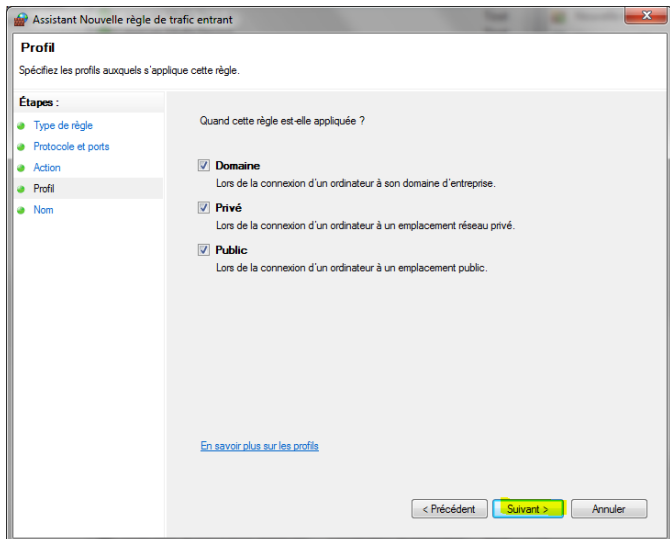 Assistant Nouvelle règle de trafic entrant
Profil
Spécifiez les profils auxquels s'applique cette règle.
Étapes :
Type de règle
Protocole et ports
Action
Profil
Nom
Quand cette règle est-elle appliquée ?
Domaine
Lors de la connexion d'un ordinateur à son domaine d'entreprise.
Privé
Lors de la connexion d'un ordinateur à un emplacement réseau privé.
Public
Lors de la connexion d'un ordinateur à un emplacement public.
En savoir plus sur les profils
< Précédent
Suivant >
Annuler